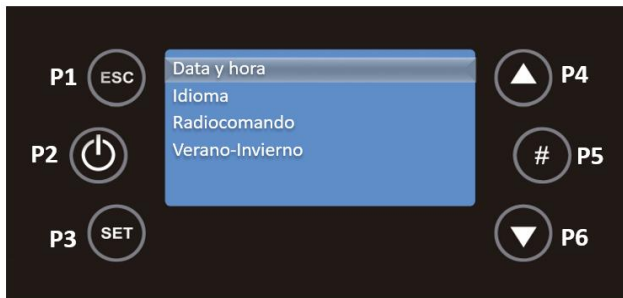 P1 ESC
P2
P3 SET
Data y hora
Idioma
Radiocomando
Verano-Invierno
P4
# P5
P6